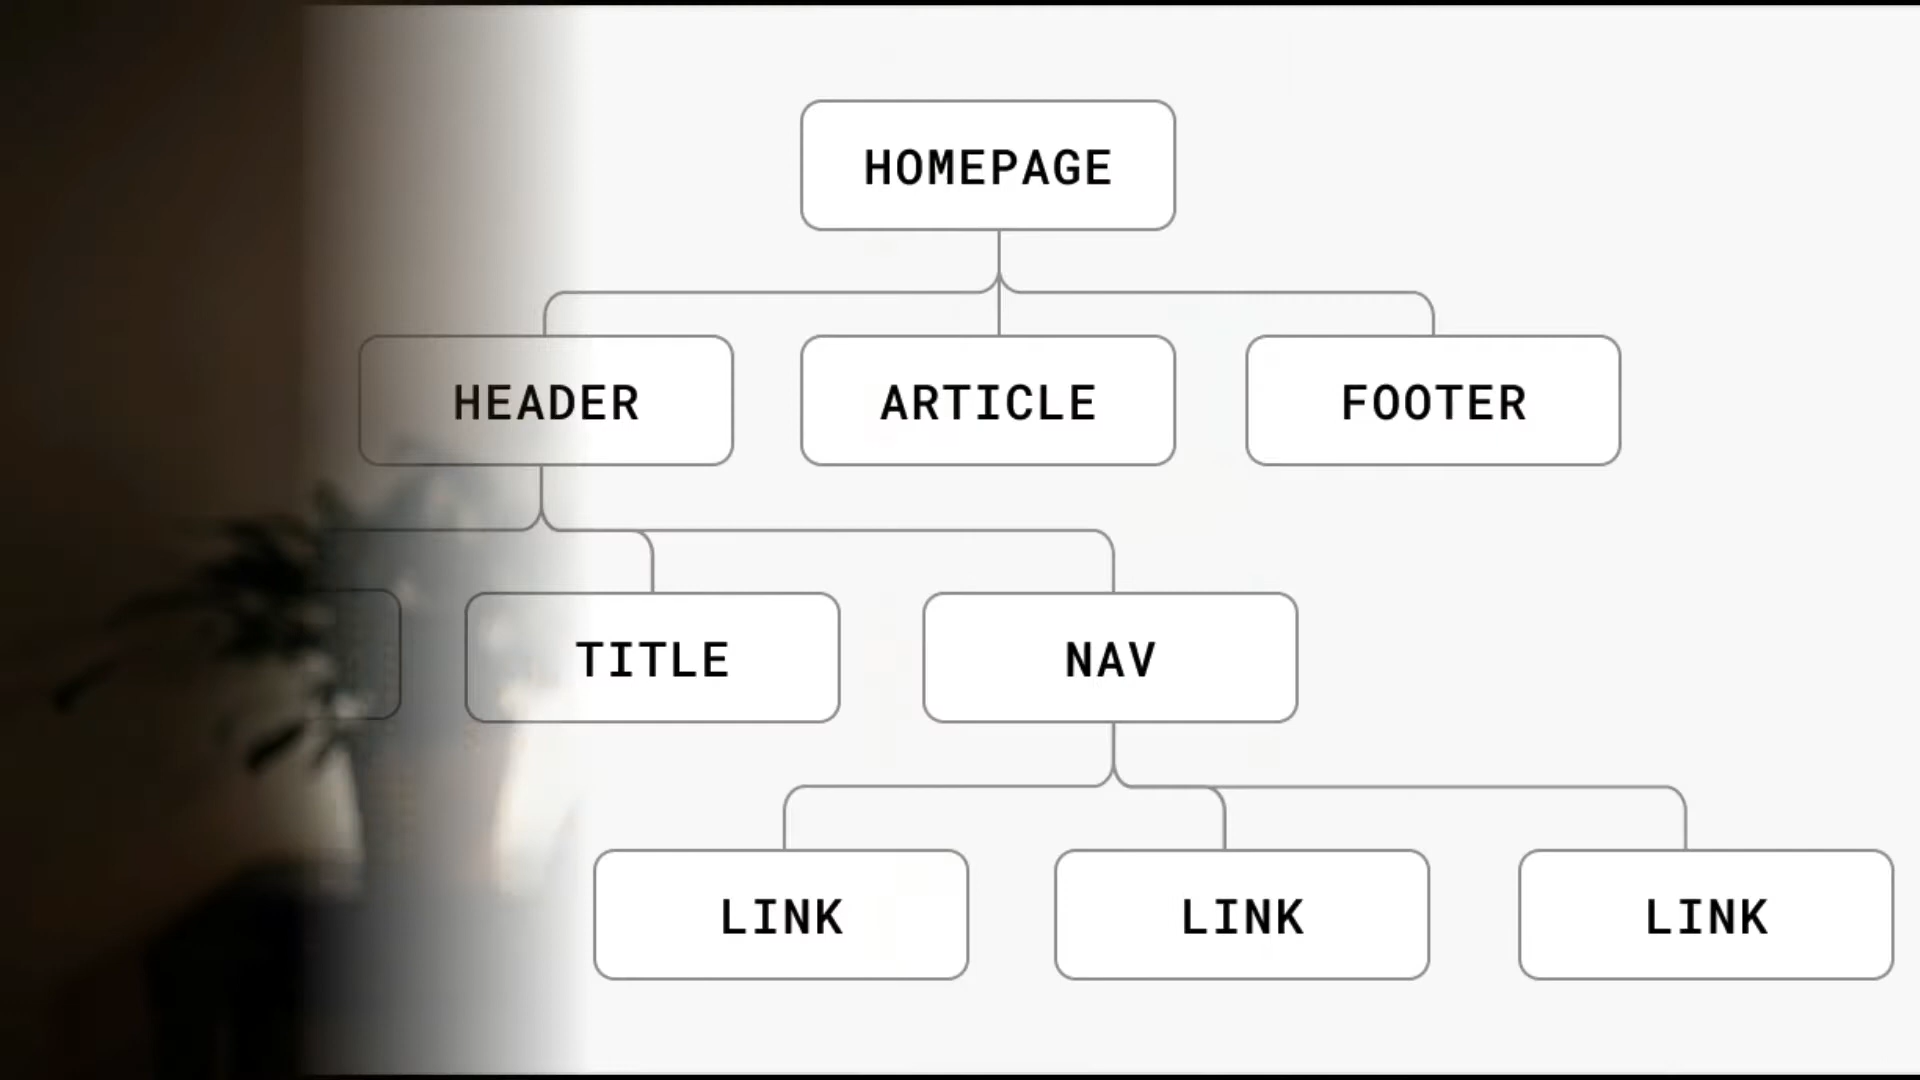 HOMEPAGE
HEADER
ARTICLE
FOOTER
TITLE
NAV
LINK
LINK
LINK